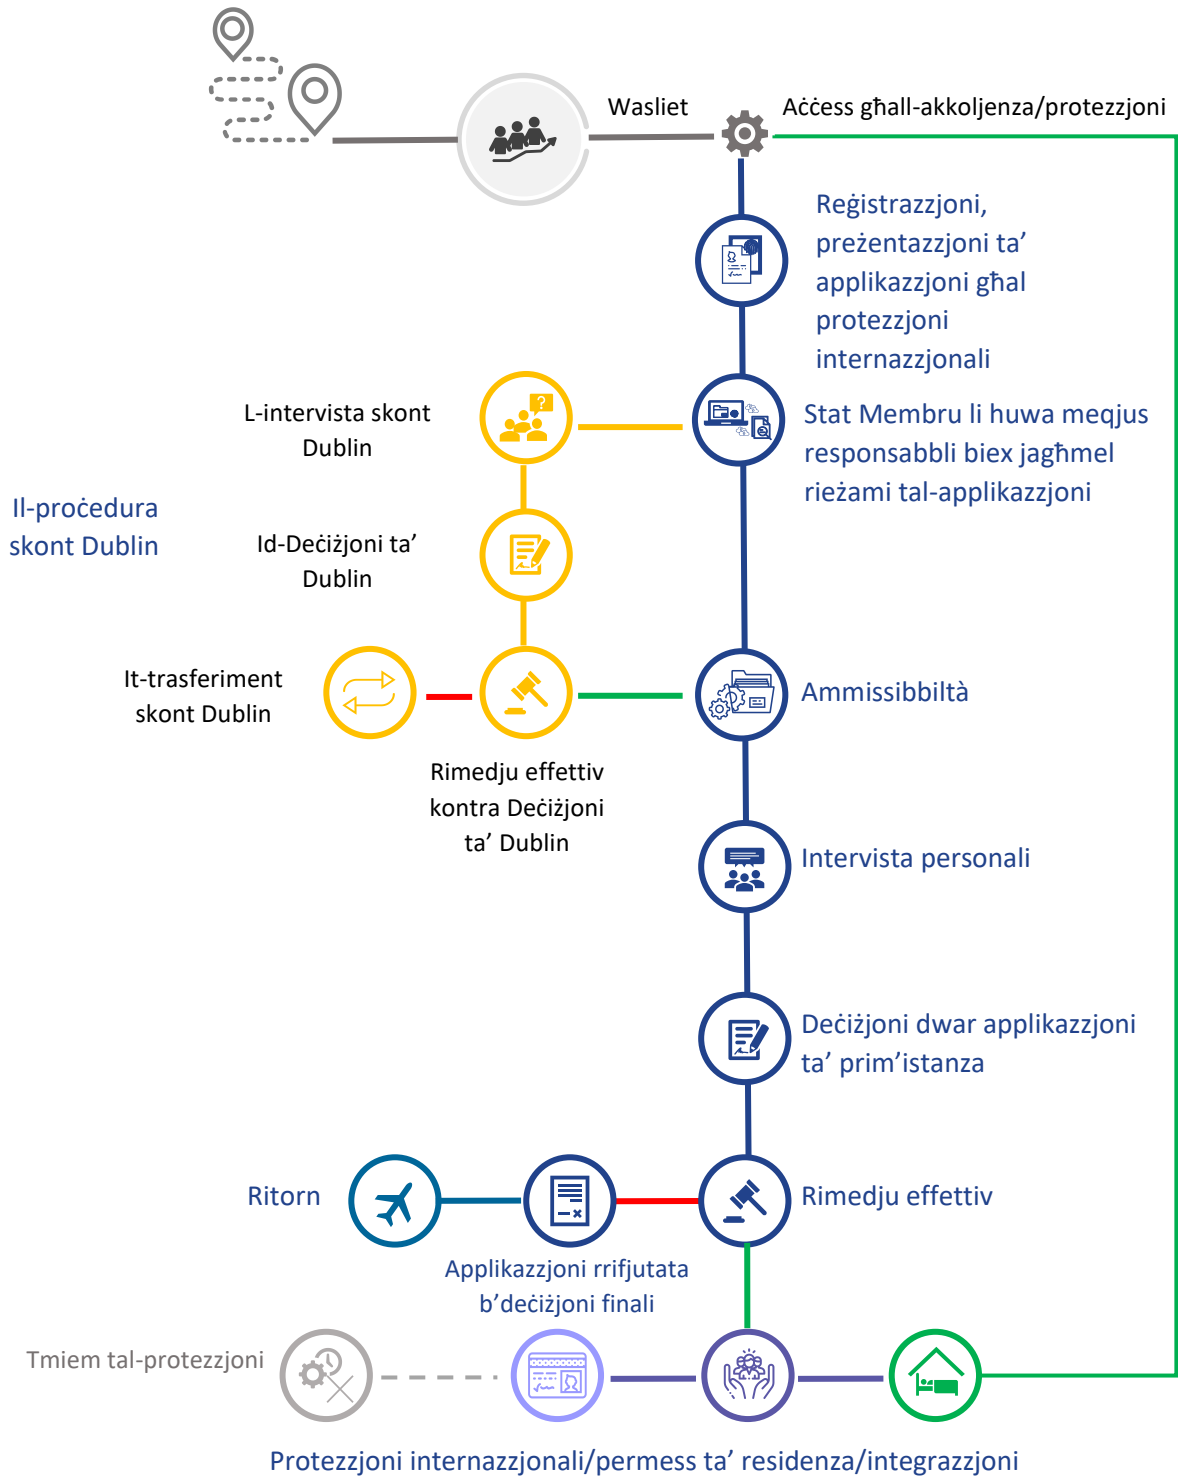 Wasliet
Aċċess għall-akkoljenza/protezzjoni
Reġistrazzjoni,
preżentazzjoni ta’
applikazzjoni għal
protezzjoni
internazzjonali
L-intervista skont
Dublin
Stat Membru li huwa meqjus
responsabbli biex jagħmel
rieżami tal-applikazzjoni
Il-proċedura
skont Dublin
Id-Deċiżjoni ta’
Dublin
It-trasferiment
skont Dublin
Ammissibbiltà
Rimedju effettiv
kontra Deċiżjoni
ta’ Dublin
Intervista personali
Deċiżjoni dwar applikazzjoni
ta’ prim’istanza
Ritorn
Rimedju effettiv
Applikazzjoni rrifjutata
b’deċiżjoni finali
Tmiem tal-protezzjoni
Protezzjoni internazzjonali/permess ta’ residenza/integrazzjoni